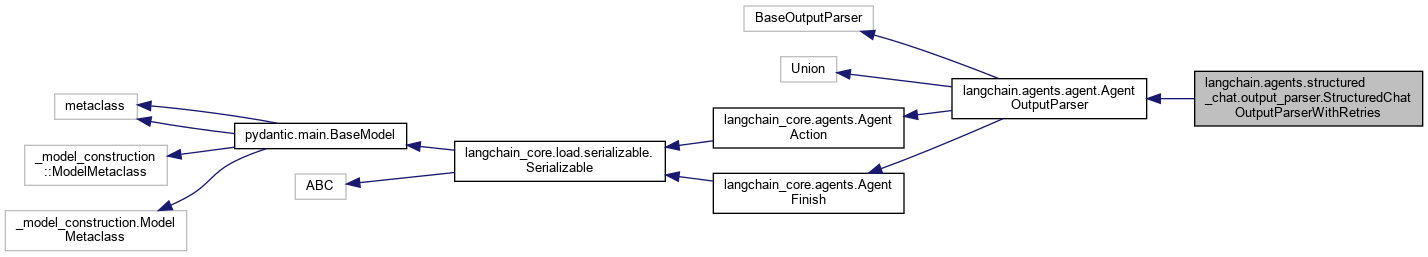 BaseOutputParser
Union
langchain.agents.structured
_chat.output_parser.StructuredChat
OutputParserWithRetries
langchain.agents.agent.Agent
OutputParser
metaclass
langchain_core.agents.Agent
Action
pydantic.main.BaseModel
_model_construction
::ModelMetaclass
langchain_core.load.serializable.
Serializable
ABC
langchain_core.agents.Agent
Finish
_model_construction.Model
Metaclass